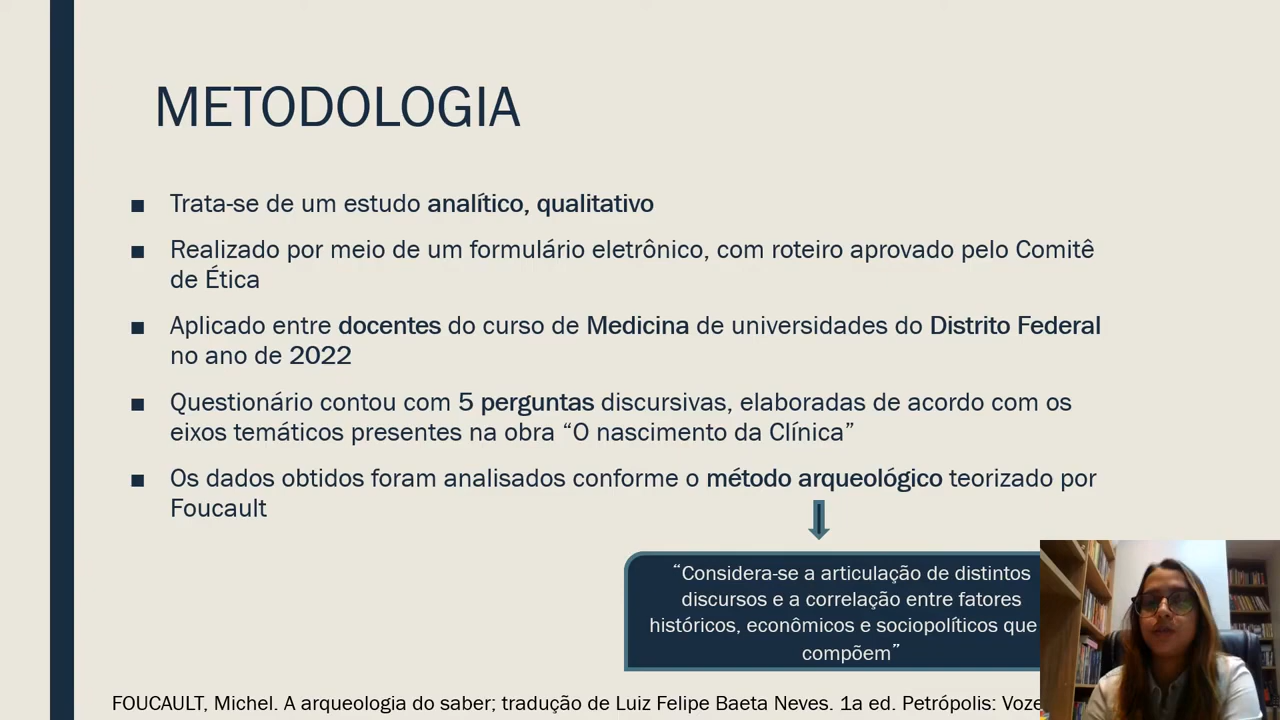 METODOLOGIA
■ Trata-se de um estudo analítico, qualitativo
■ Realizado por meio de um formulário eletrônico, com roteiro aprovado pelo Comitê
de Ética
■ Aplicado entre docentes do curso de Medicina de universidades do Distrito Federal
no ano de 2022
■ Questionário contou com 5 perguntas discursivas, elaboradas de acordo com os
eixos temáticos presentes na obra “O nascimento da Clínica”
■ Os dados obtidos foram analisados conforme o método arqueológico teorizado por
Foucault
“Considera-se a articulação de distintos
discursos e a correlação entre fatores
históricos, econômicos e sociopolíticos que
compõem”
FOUCAULT, Michel. A arqueologia do saber; tradução de Luiz Felipe Baeta Neves. 1a ed. Petrópolis: